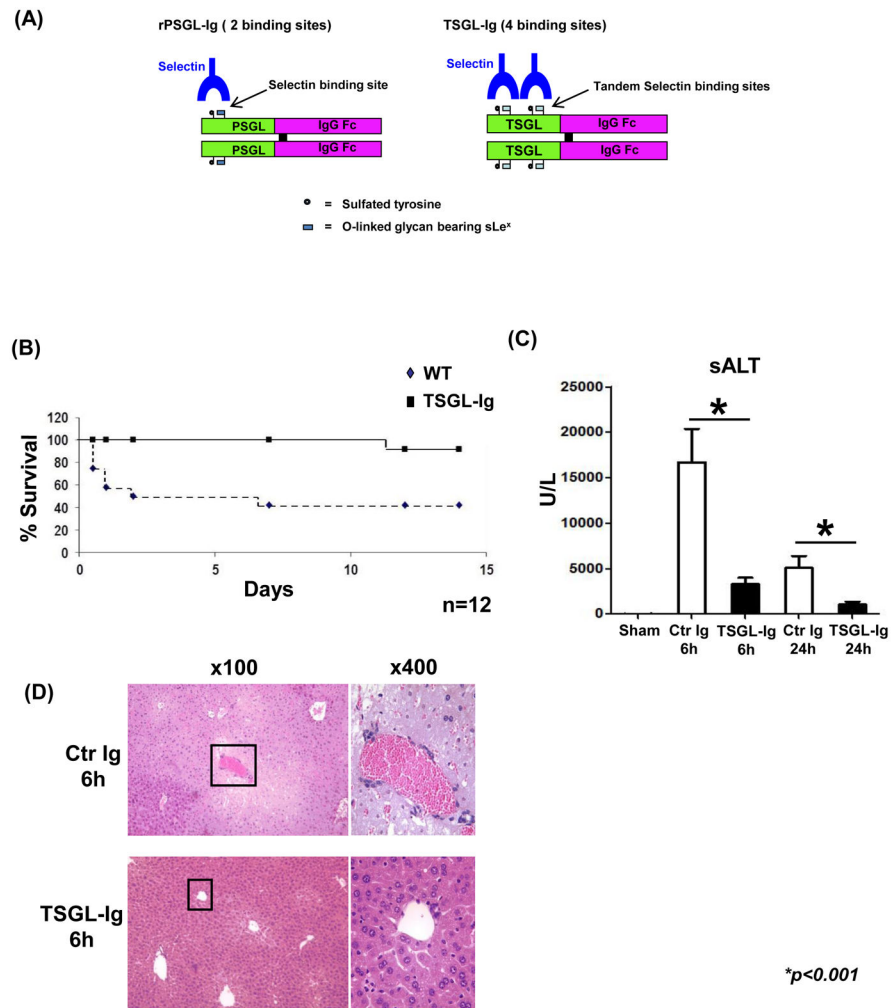 (A)
rPSGL-Ig ( 2 binding sites)
TSGL-Ig (4 binding sites)
Selectin
Selectin binding site
PSGL IgG Fc
PSGL IgG Fc
Selectin
Tandem Selectin binding sites
TSGL IgG Fc
TSGL IgG Fc
= Sulfated tyrosine
= O-linked glycan bearing sLeˣ
(B)
WT
TSGL-Ig
% Survival
120
100
80
60
40
20
0
0 5 10 15
Days
n=12
(C)
sALT
U/L
25000
20000
15000
10000
5000
0
* *
Sham Ctr Ig TSGL-Ig Ctr Ig TSGL-Ig
6h 6h 24h 24h
(D)
x100 x400
Ctr Ig
6h
TSGL-Ig
6h
*p<0.001